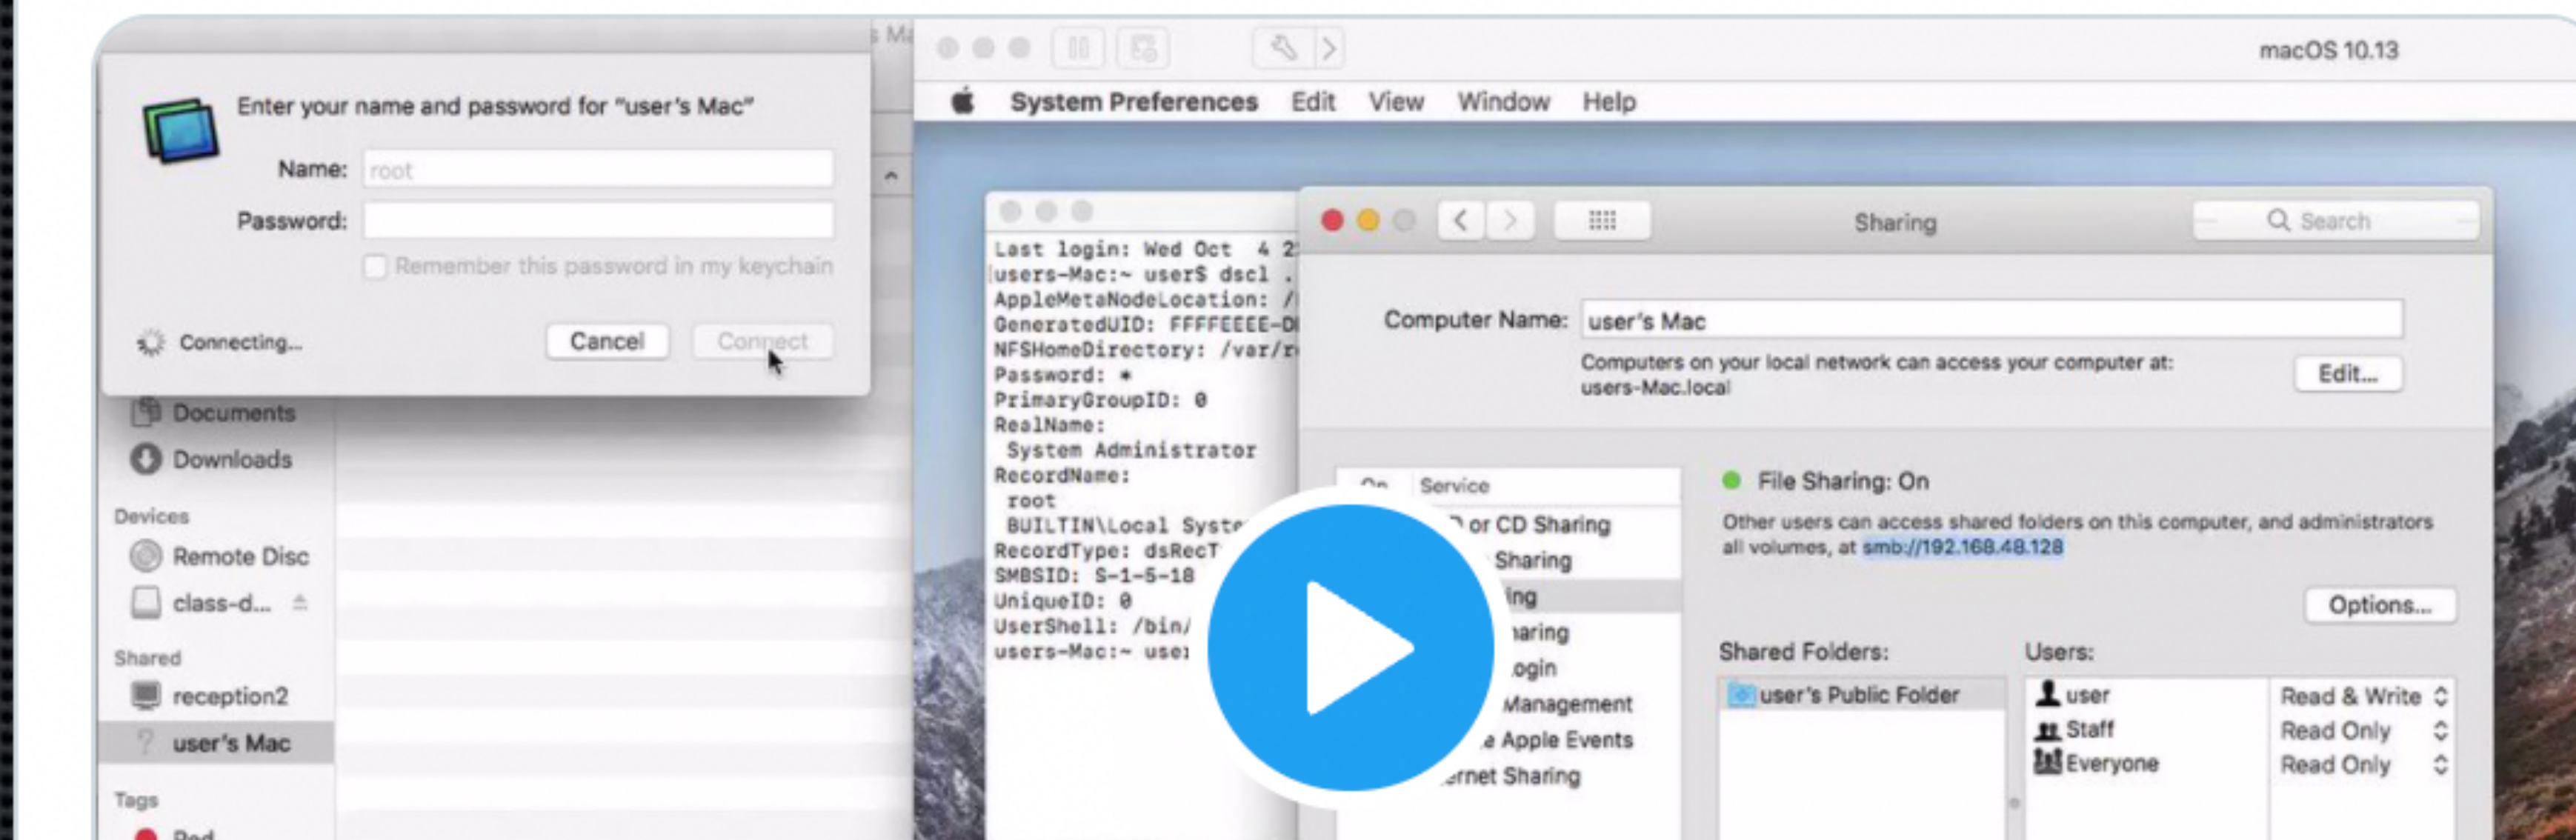 Enter your name and password for "user's Mac"
Name: root
Password:
Remember this password in my keychain
Connecting...
Cancel
Connect
Documents
Downloads
Devices
Remote Disc
class-d...
Shared
reception2
? user's Mac
Tags
Red
macOS 10.13
System Preferences Edit View Window Help
Last login: Wed Oct 4 2
users-Mac:~ user$ dscl .
AppleMetaNodeLocation: /
GeneratedUID: FFFFEEEE-D
NFSHomeDirectory: /var/r
Password: *
PrimaryGroupID: 0
RealName:
System Administrator
RecordName:
root
BUILTIN\Local Syste
RecordType: dsRecT
SMBSID: S-1-5-18
UniqueID: 0
UserShell: /bin/
users-Mac:~ use
Sharing
Search
Computer Name: user's Mac
Computers on your local network can access your computer at:
users-Mac.local
Edit...
On Service
or CD Sharing
Sharing
ing
haring
ogin
Management
Apple Events
ernet Sharing
File Sharing: On
Other users can access shared folders on this computer, and administrators
all volumes, at smb://192.168.48.128
Options...
Shared Folders:
user's Public Folder
Users:
user Read & Write
Staff Read Only
Everyone Read Only